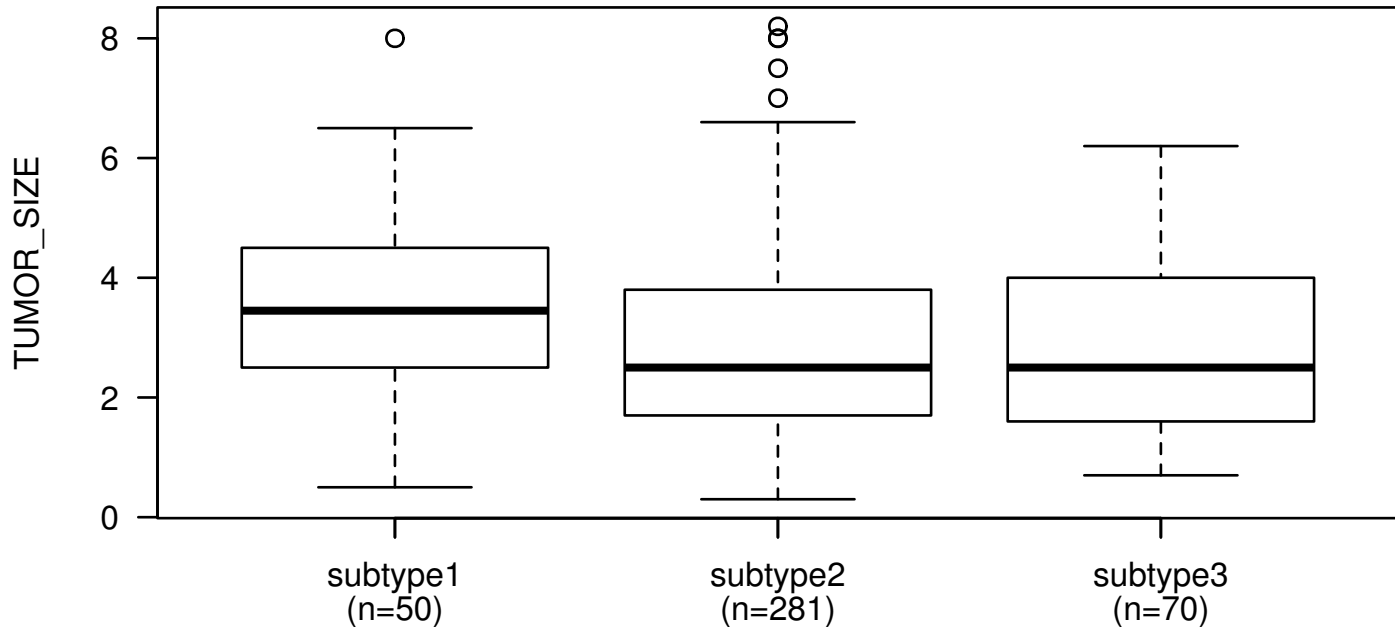 TUMOR_SIZE
8
6
4
2
0
subtype1
(n=50)
subtype2
(n=281)
subtype3
(n=70)